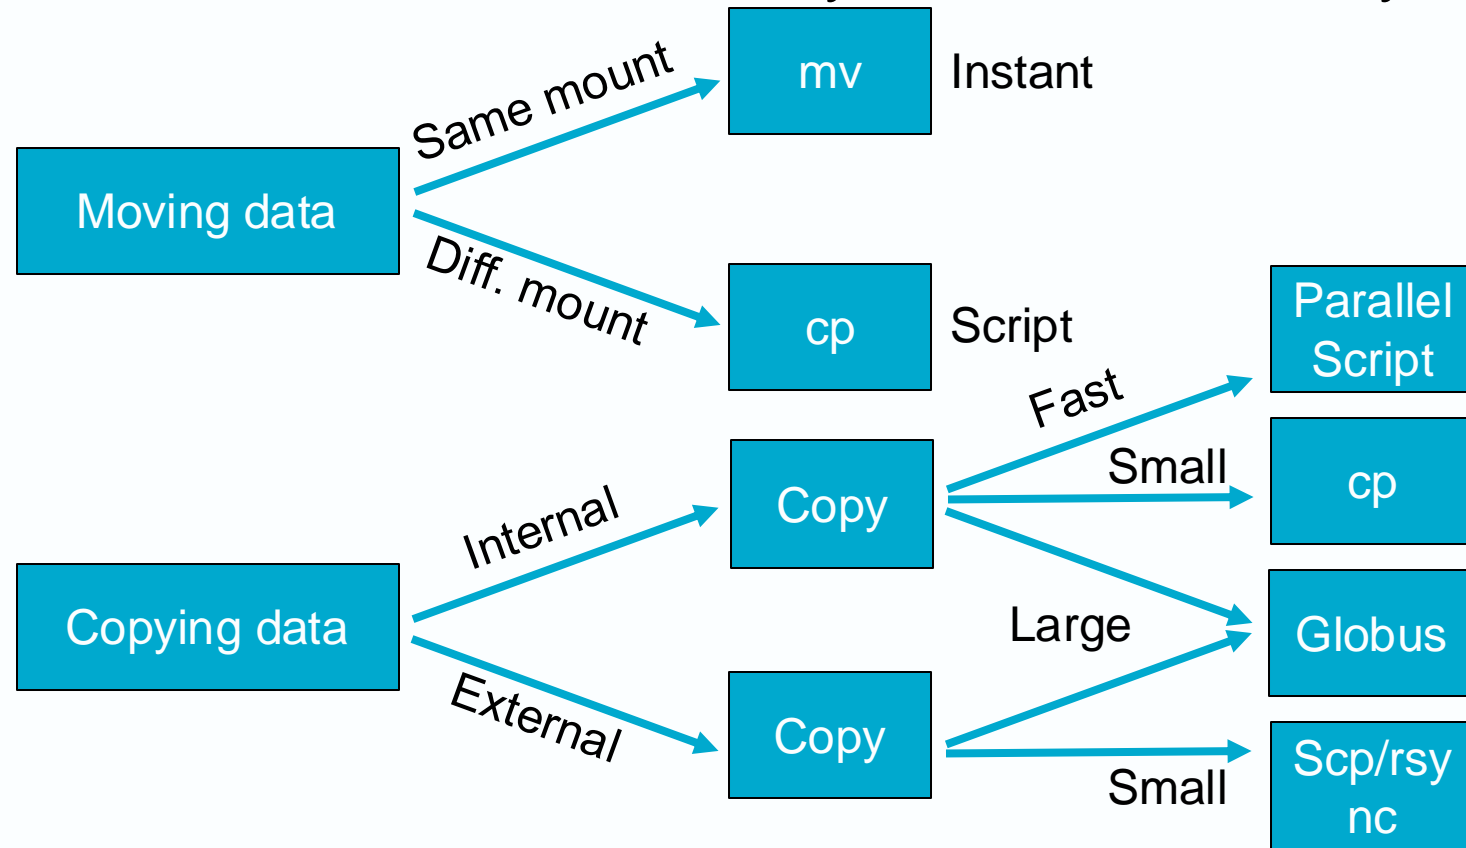 mv
Instant
Same mount
Moving data
Diff. mount
cp
Script
Parallel
Script
Fast
Small
cp
Internal
Copy
Copying data
Large
Globus
External
Copy
Small
Scp/rsy
nc